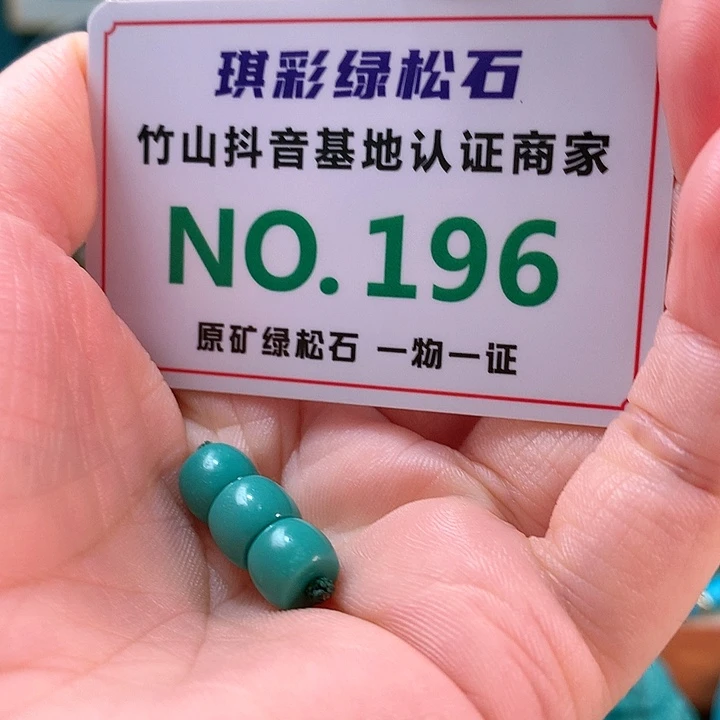 琪彩绿松石
竹山抖音基地认证商家
NO.196
原矿绿松石 一物一证